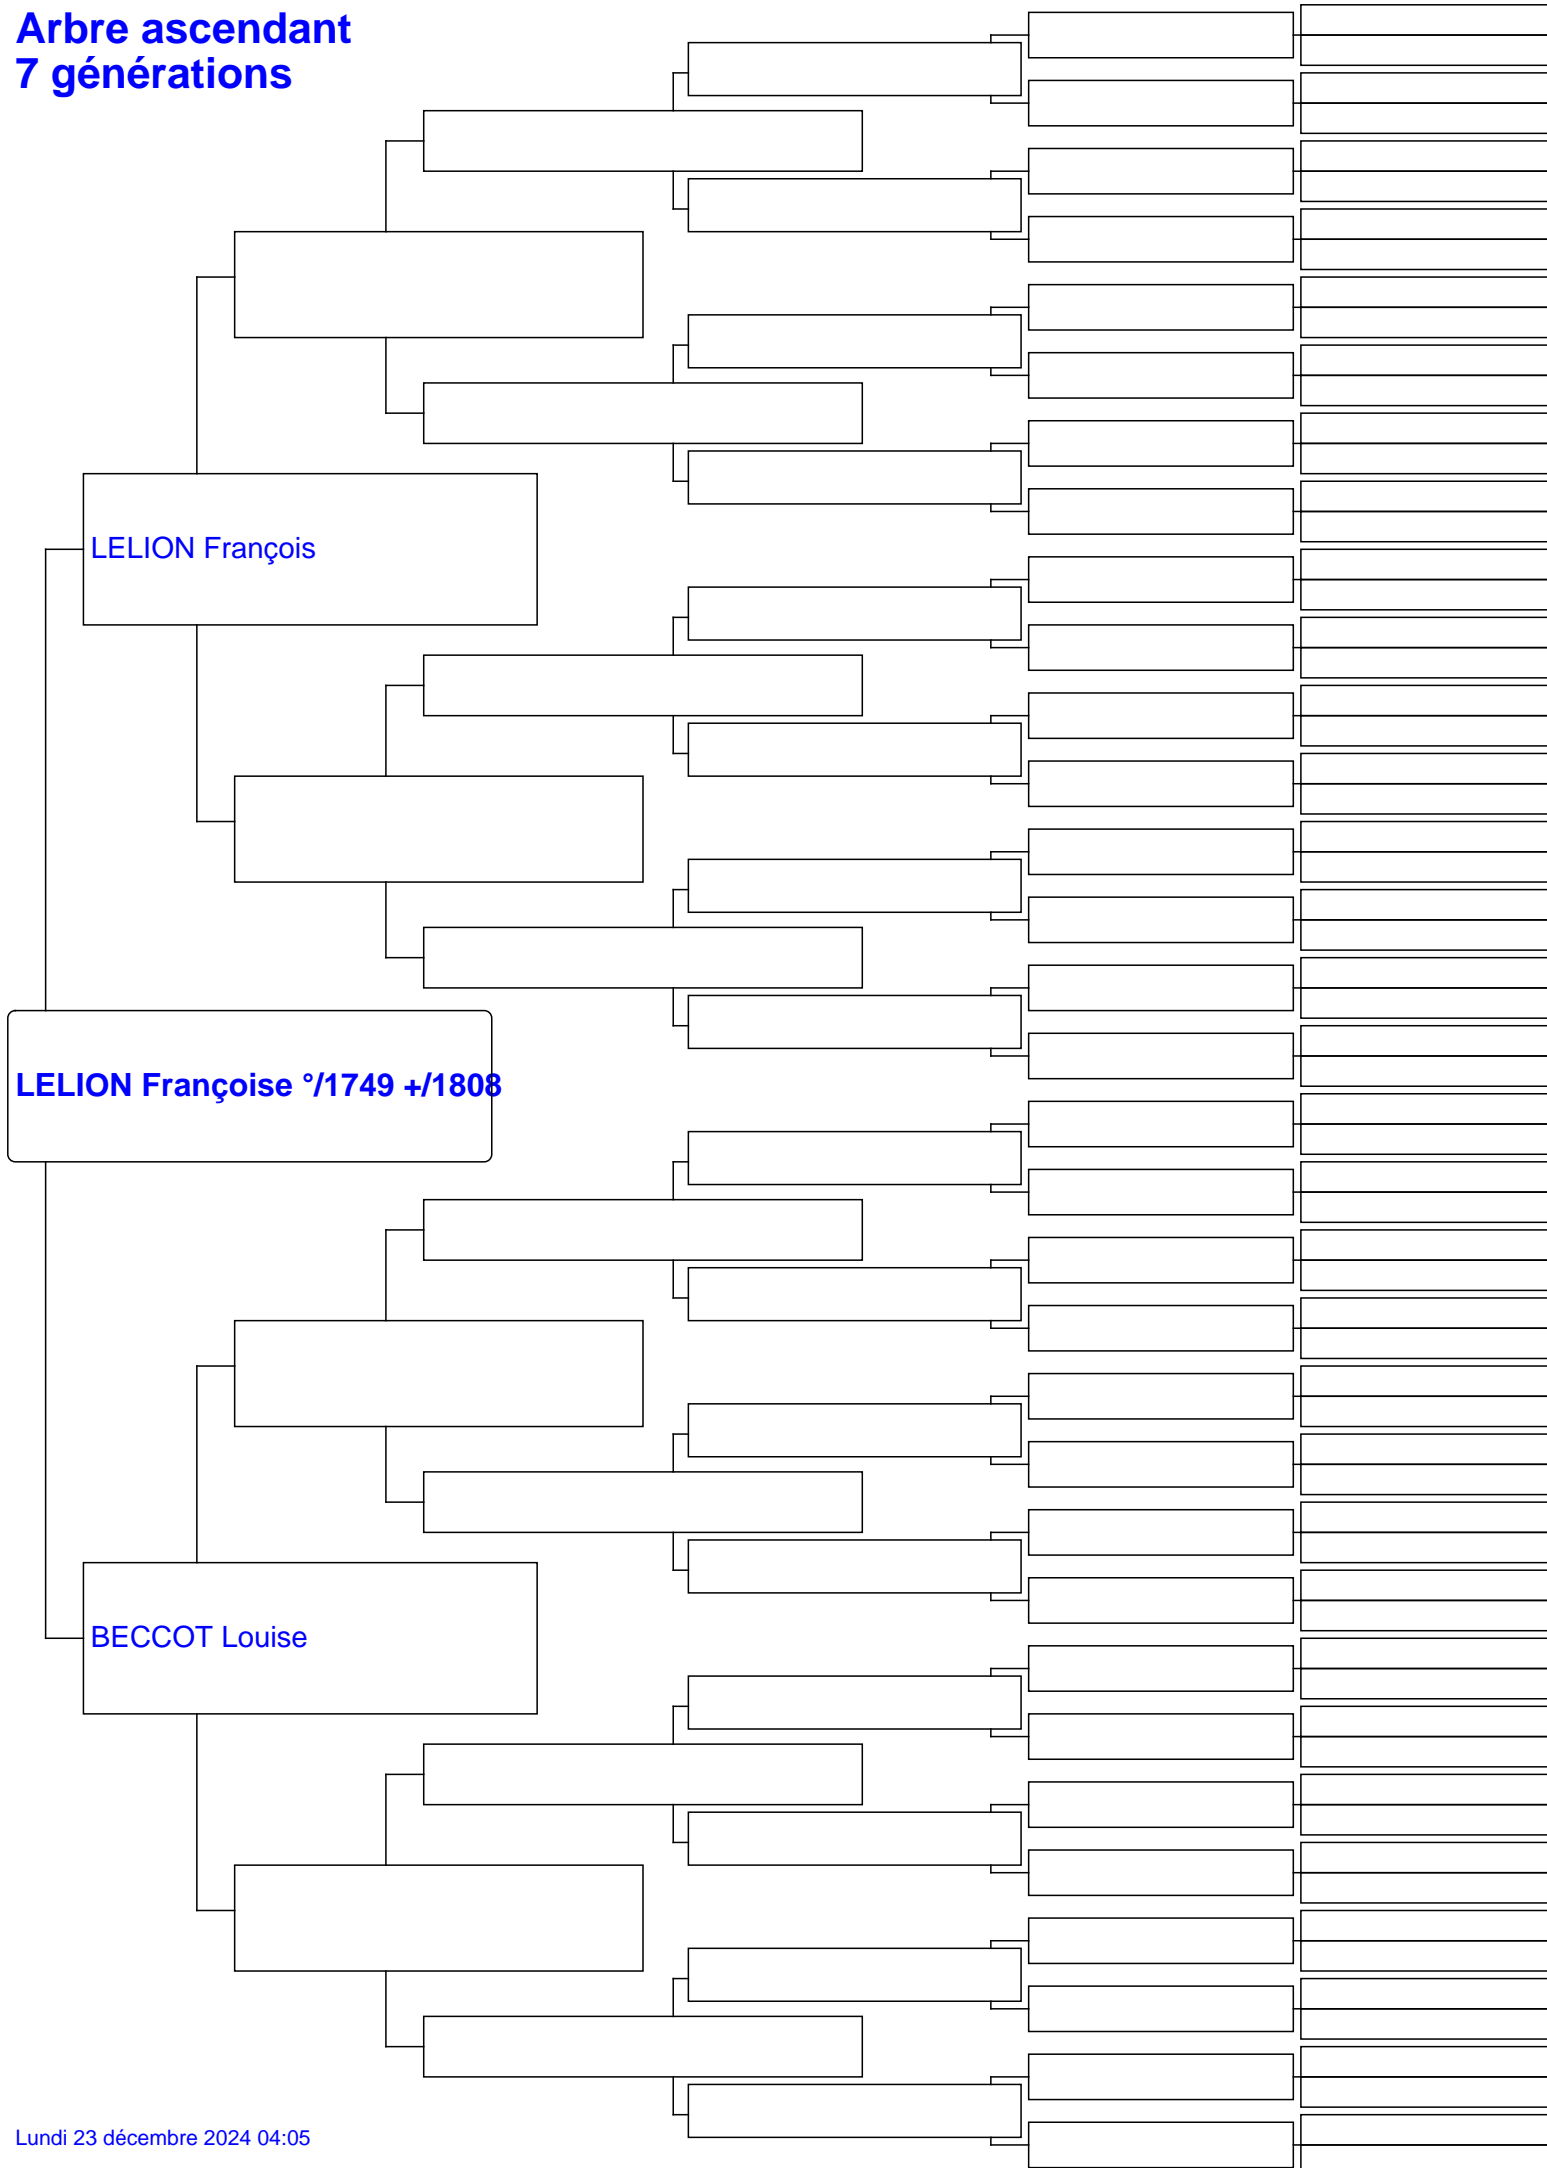 Arbre ascendant
7 générations
LELION François
LELION Françoise °/1749 +/1808
BECCOT Louise
Lundi 23 décembre 2024 04:05